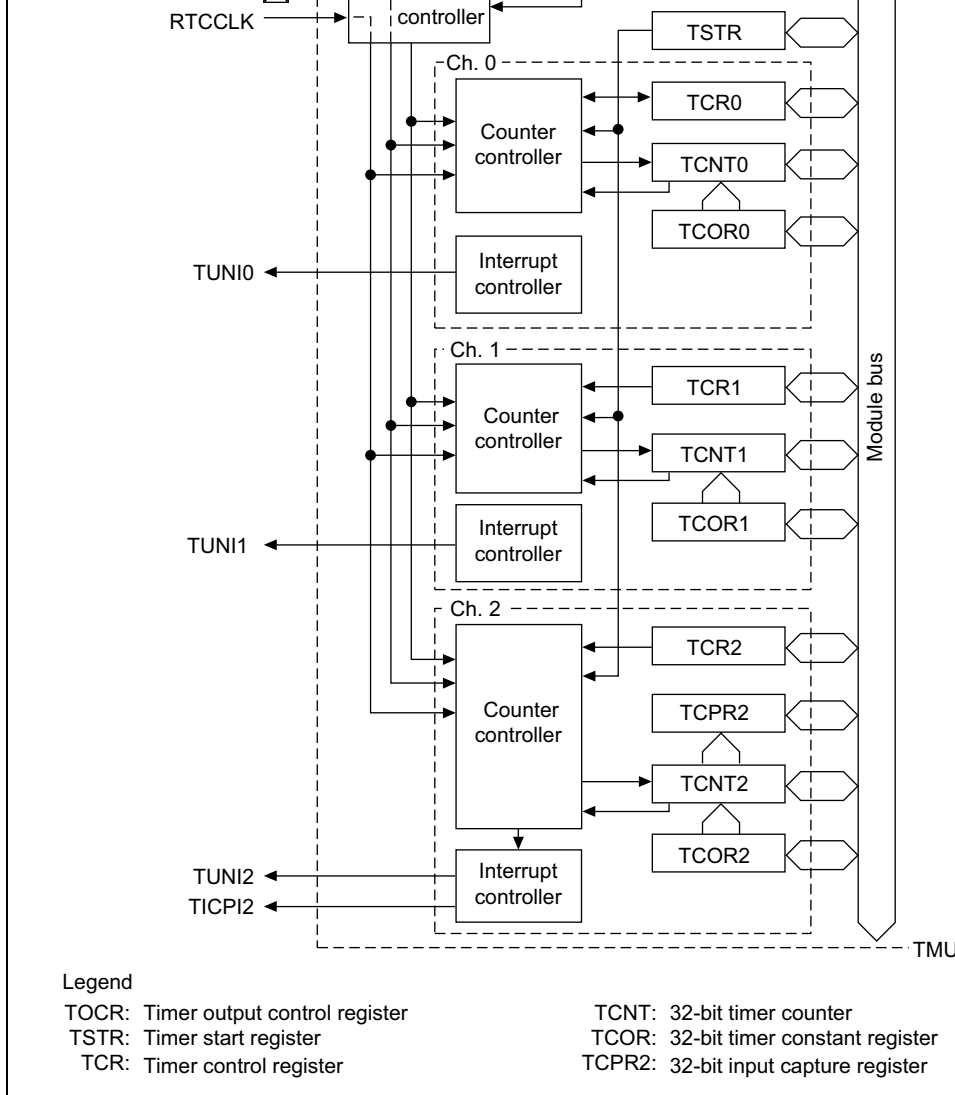 controller
RTCCLK
TSTR
Ch. 0
TCR0
Counter
controller
TCNT0
TCOR0
Interrupt
controller
TUNI0
Ch. 1
TCR1
Counter
controller
TCNT1
TCOR1
Interrupt
controller
TUNI1
Module bus
Ch. 2
TCR2
TCPR2
Counter
controller
TCNT2
TCOR2
Interrupt
controller
TUNI2
TICPI2
TMU
Legend
TOCR: Timer output control register
TSTR: Timer start register
TCR: Timer control register
TCNT: 32-bit timer counter
TCOR: 32-bit timer constant register
TCPR2: 32-bit input capture register